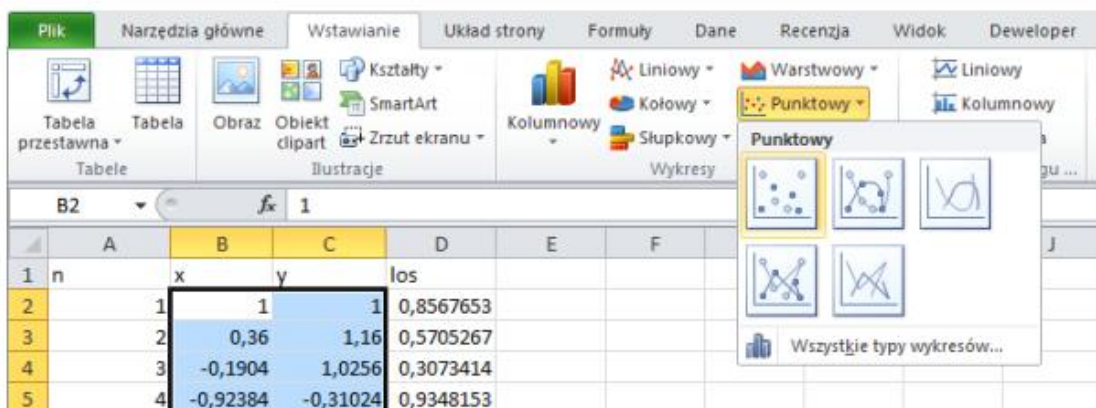 Plik Narzędzia główne Wstawianie Układ strony Formuły Dane Recenzja Widok Deweloper
Tabela przestawna
Tabela
Obraz
Obiekt clipart
Kształty
SmartArt
Zrzut ekranu
Kolumnowy
Liniowy
Kołowy
Słupkowy
Warstwowy
Punktowy
Liniowy
Kolumnowy
Tabele
Ilustracje
Wykresy
Punktowy
Wszystkie typy wykresów...
B2 fx 1
A B C D E F J
1 n x y los
2 1 1 1 0,8567653
3 2 0,36 1,16 0,5705267
4 3 -0,1904 1,0256 0,3073414
5 4 -0,92384 -0,31024 0,9348153